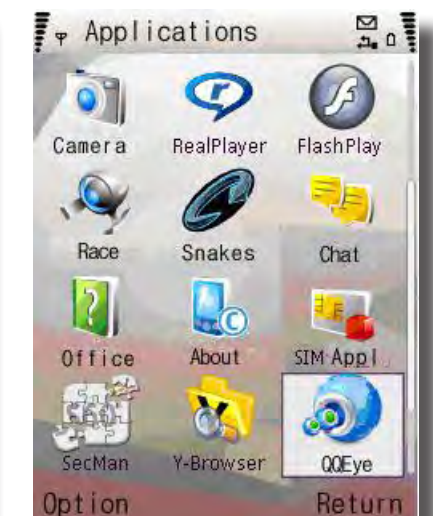 Applications
Camera RealPlayer FlashPlay
Race Snakes Chat
Office About SIM Appl
SecMan Y-Browser QQEye
Option Return